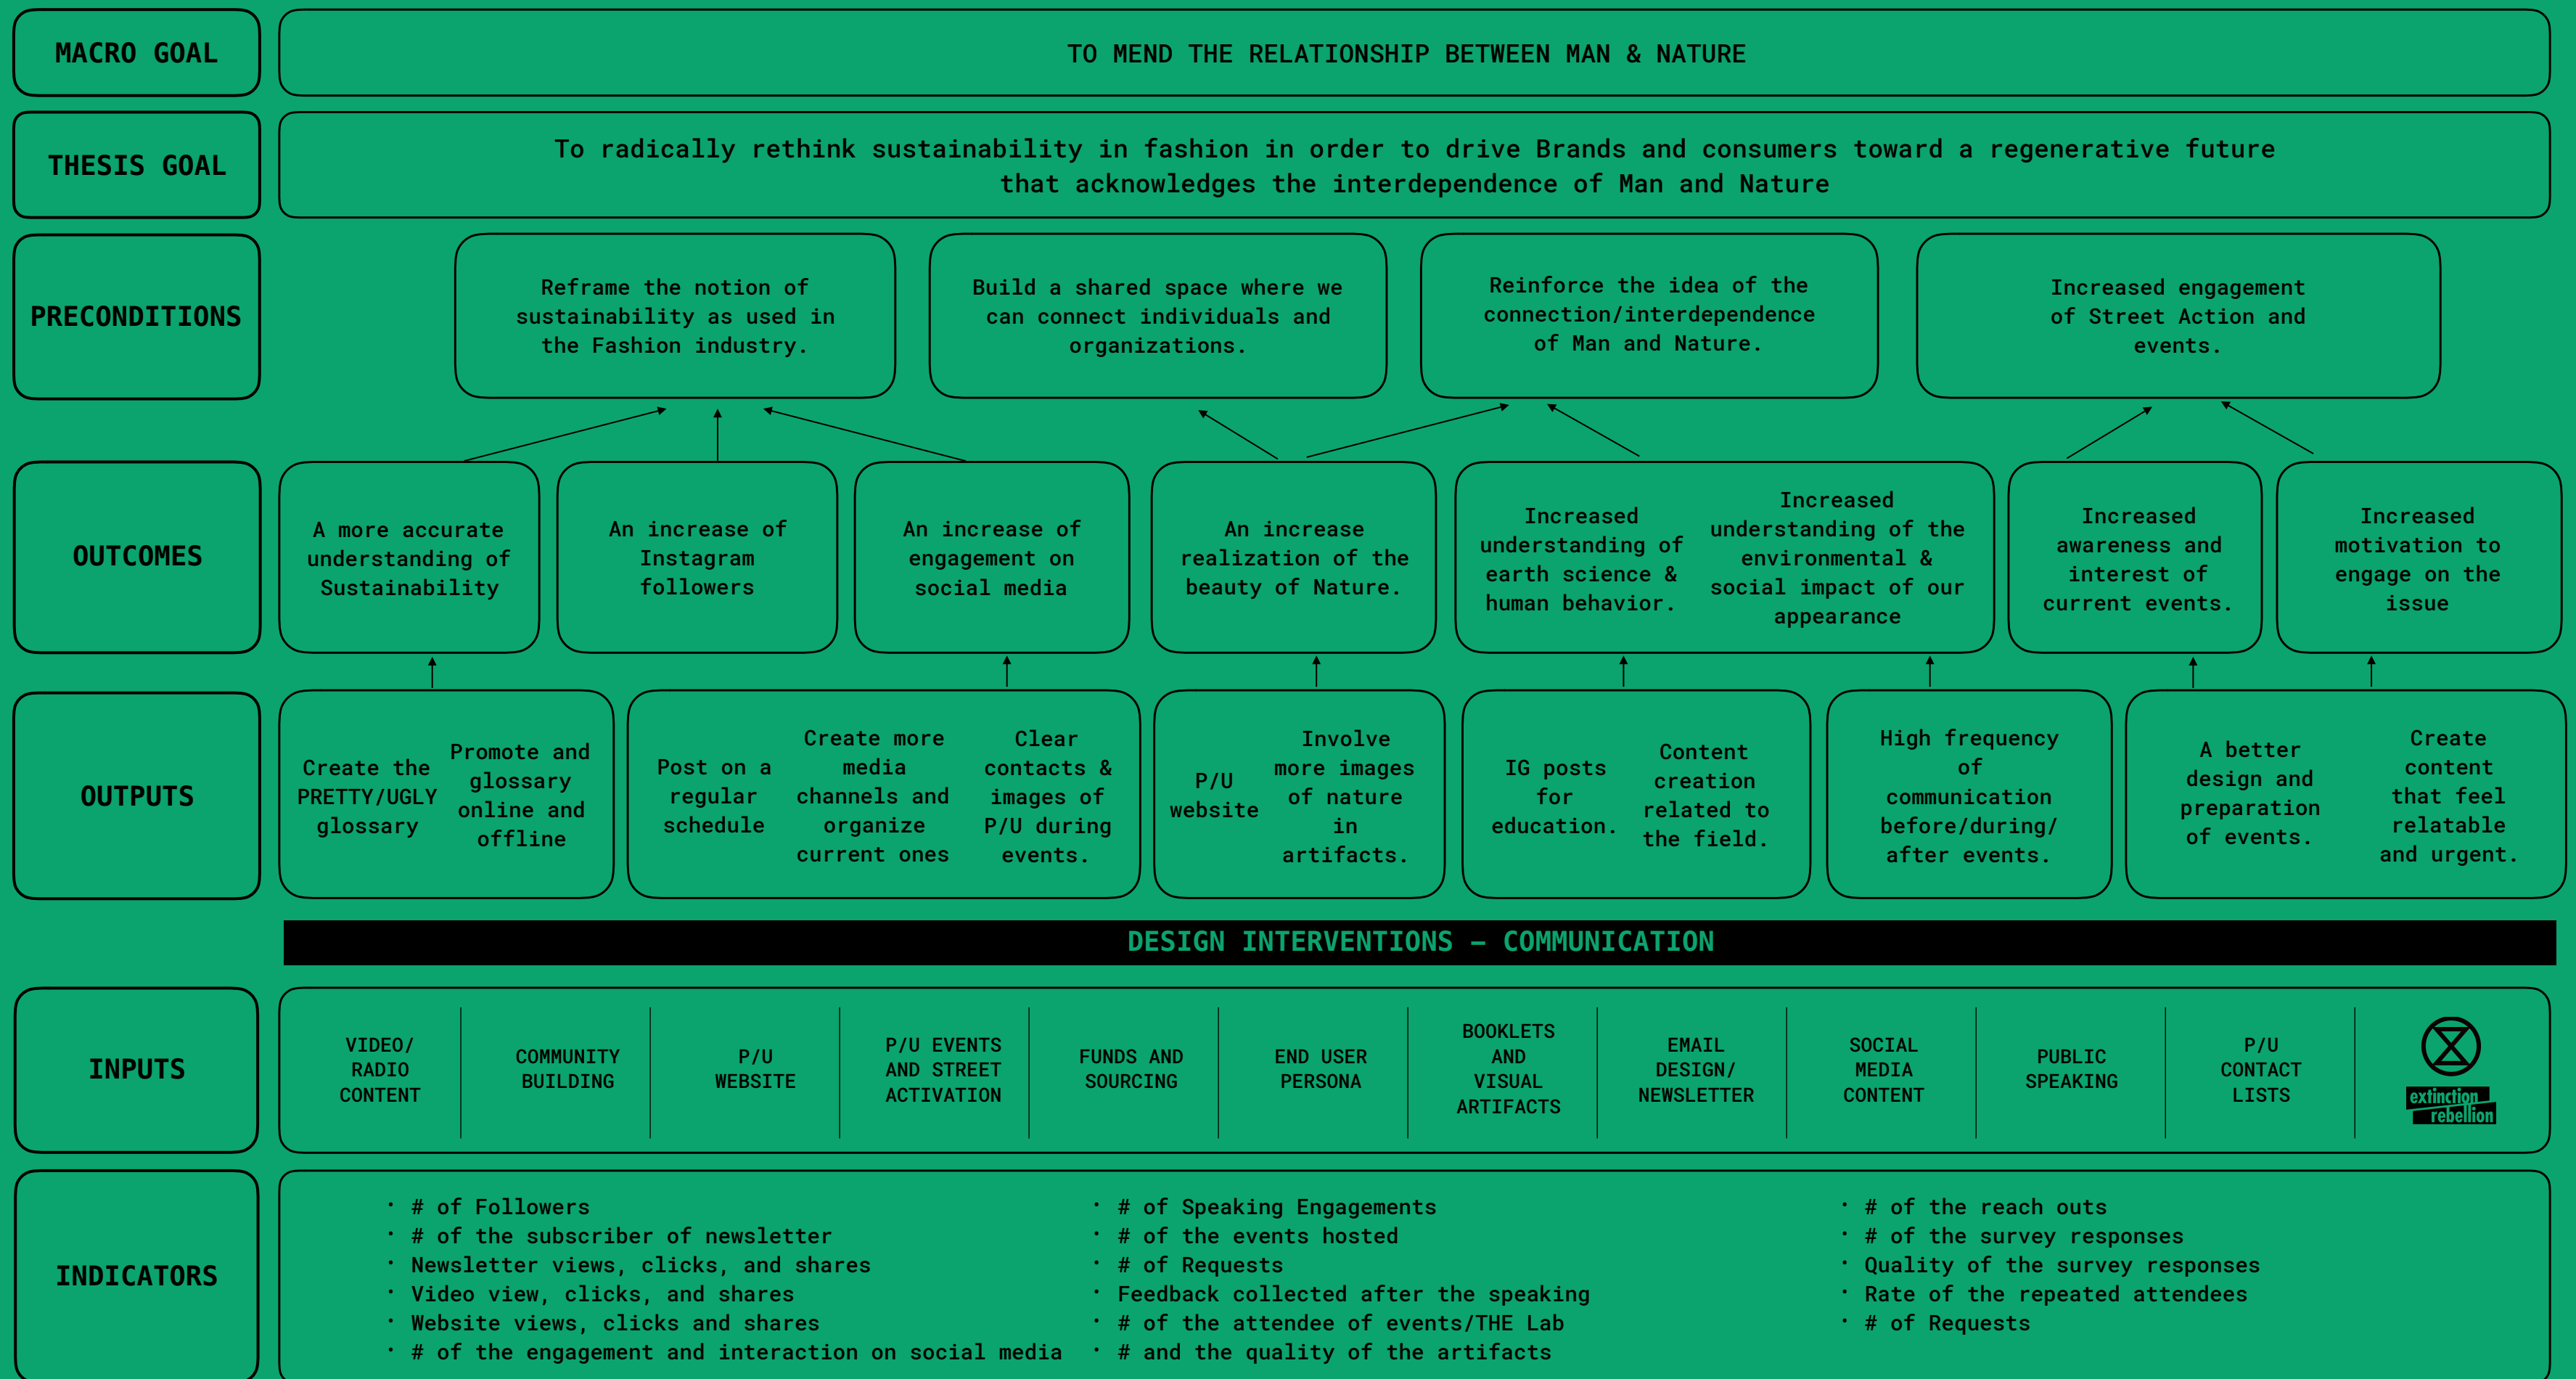 MACRO GOAL
TO MEND THE RELATIONSHIP BETWEEN MAN & NATURE
THESIS GOAL
To radically rethink sustainability in fashion in order to drive Brands and consumers toward a regenerative future
that acknowledges the interdependence of Man and Nature
PRECONDITIONS
Reframe the notion of
sustainability as used in
the Fashion industry.
Build a shared space where we
can connect individuals and
organizations.
Reinforce the idea of the
connection/interdependence
of Man and Nature.
Increased engagement
of Street Action and
events.
OUTCOMES
A more accurate
understanding of
Sustainability
An increase of
Instagram
followers
An increase of
engagement on
social media
An increase
realization of the
beauty of Nature.
Increased
understanding of
earth science &
human behavior.
Increased
understanding of the
environmental &
social impact of our
appearance
Increased
awareness and
interest of
current events.
Increased
motivation to
engage on the
issue
OUTPUTS
Create the
PRETTY/UGLY
glossary
Promote and
glossary
online and
offline
Post on a
regular
schedule
Create more
media
channels and
organize
current ones
Clear
contacts &
images of
P/U during
events.
P/U
website
Involve
more images
of nature
in
artifacts.
IG posts
for
education.
Content
creation
related to
the field.
High frequency
of
communication
before/during/
after events.
A better
design and
preparation
of events.
Create
content
that feel
relatable
and urgent.
DESIGN INTERVENTIONS – COMMUNICATION
INPUTS
VIDEO/
RADIO
CONTENT
COMMUNITY
BUILDING
P/U
WEBSITE
P/U EVENTS
AND STREET
ACTIVATION
FUNDS AND
SOURCING
END USER
PERSONA
BOOKLETS
AND
VISUAL
ARTIFACTS
EMAIL
DESIGN/
NEWSLETTER
SOCIAL
MEDIA
CONTENT
PUBLIC
SPEAKING
P/U
CONTACT
LISTS
extinction
rebellion
INDICATORS
· # of Followers
· # of the subscriber of newsletter
· Newsletter views, clicks, and shares
· Video view, clicks, and shares
· Website views, clicks and shares
· # of the engagement and interaction on social media
· # of Speaking Engagements
· # of the events hosted
· # of Requests
· Feedback collected after the speaking
· # of the attendee of events/THE Lab
· # and the quality of the artifacts
· # of the reach outs
· # of the survey responses
· Quality of the survey responses
· Rate of the repeated attendees
· # of Requests